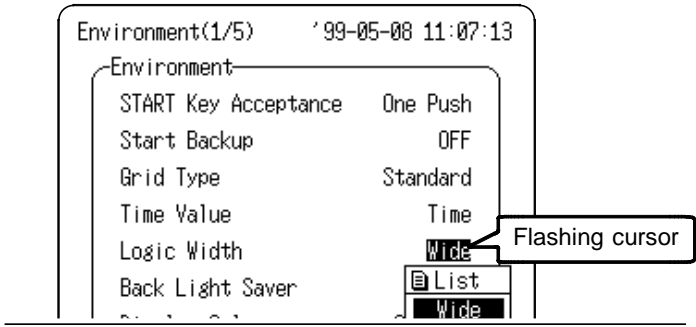 Environment(1/5) '99-05-08 11:07:13
Environment
START Key Acceptance One Push
Start Backup OFF
Grid Type Standard
Time Value Time
Logic Width Wide
Flashing cursor
Back Light Saver
List
Wide